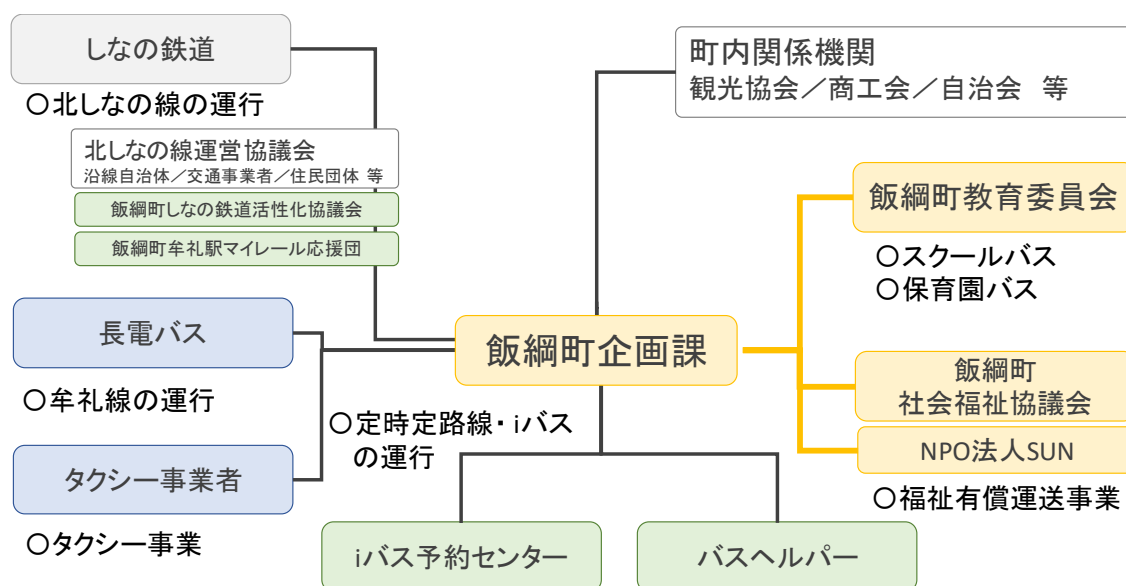 しなの鉄道
〇北しなの線の運行
北しなの線運営協議会
沿線自治体／交通事業者／住民団体 等
飯綱町しなの鉄道活性化協議会
飯綱町牟礼駅マイレール応援団
町内関係機関
観光協会／商工会／自治会 等
飯綱町教育委員会
〇スクールバス
〇保育園バス
長電バス
〇牟礼線の運行
飯綱町企画課
飯綱町
社会福祉協議会
NPO法人SUN
〇福祉有償運送事業
〇定時定路線・iバス
の運行
タクシー事業者
〇タクシー事業
iバス予約センター
バスヘルパー